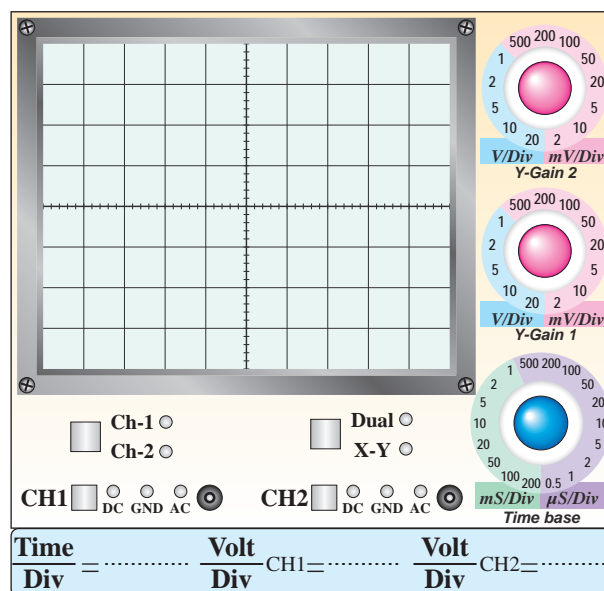 500 200 100
1 50
2 20
5 5
10 10
20 2
V/Div mV/Div
Y-Gain 2
500 200 100
1 50
2 20
5 5
10 10
20 2
V/Div mV/Div
Y-Gain 1
500 200 100
1 50
2 20
5 10
10 5
20 2
50 1
100 200 0.5
mS/Div µS/Div
Time base
Ch-1
Ch-2
Dual
X-Y
CH1 DC GND AC
CH2 DC GND AC
Time/Div = ............ Volt/Div CH1= ............ Volt/Div CH2= ............